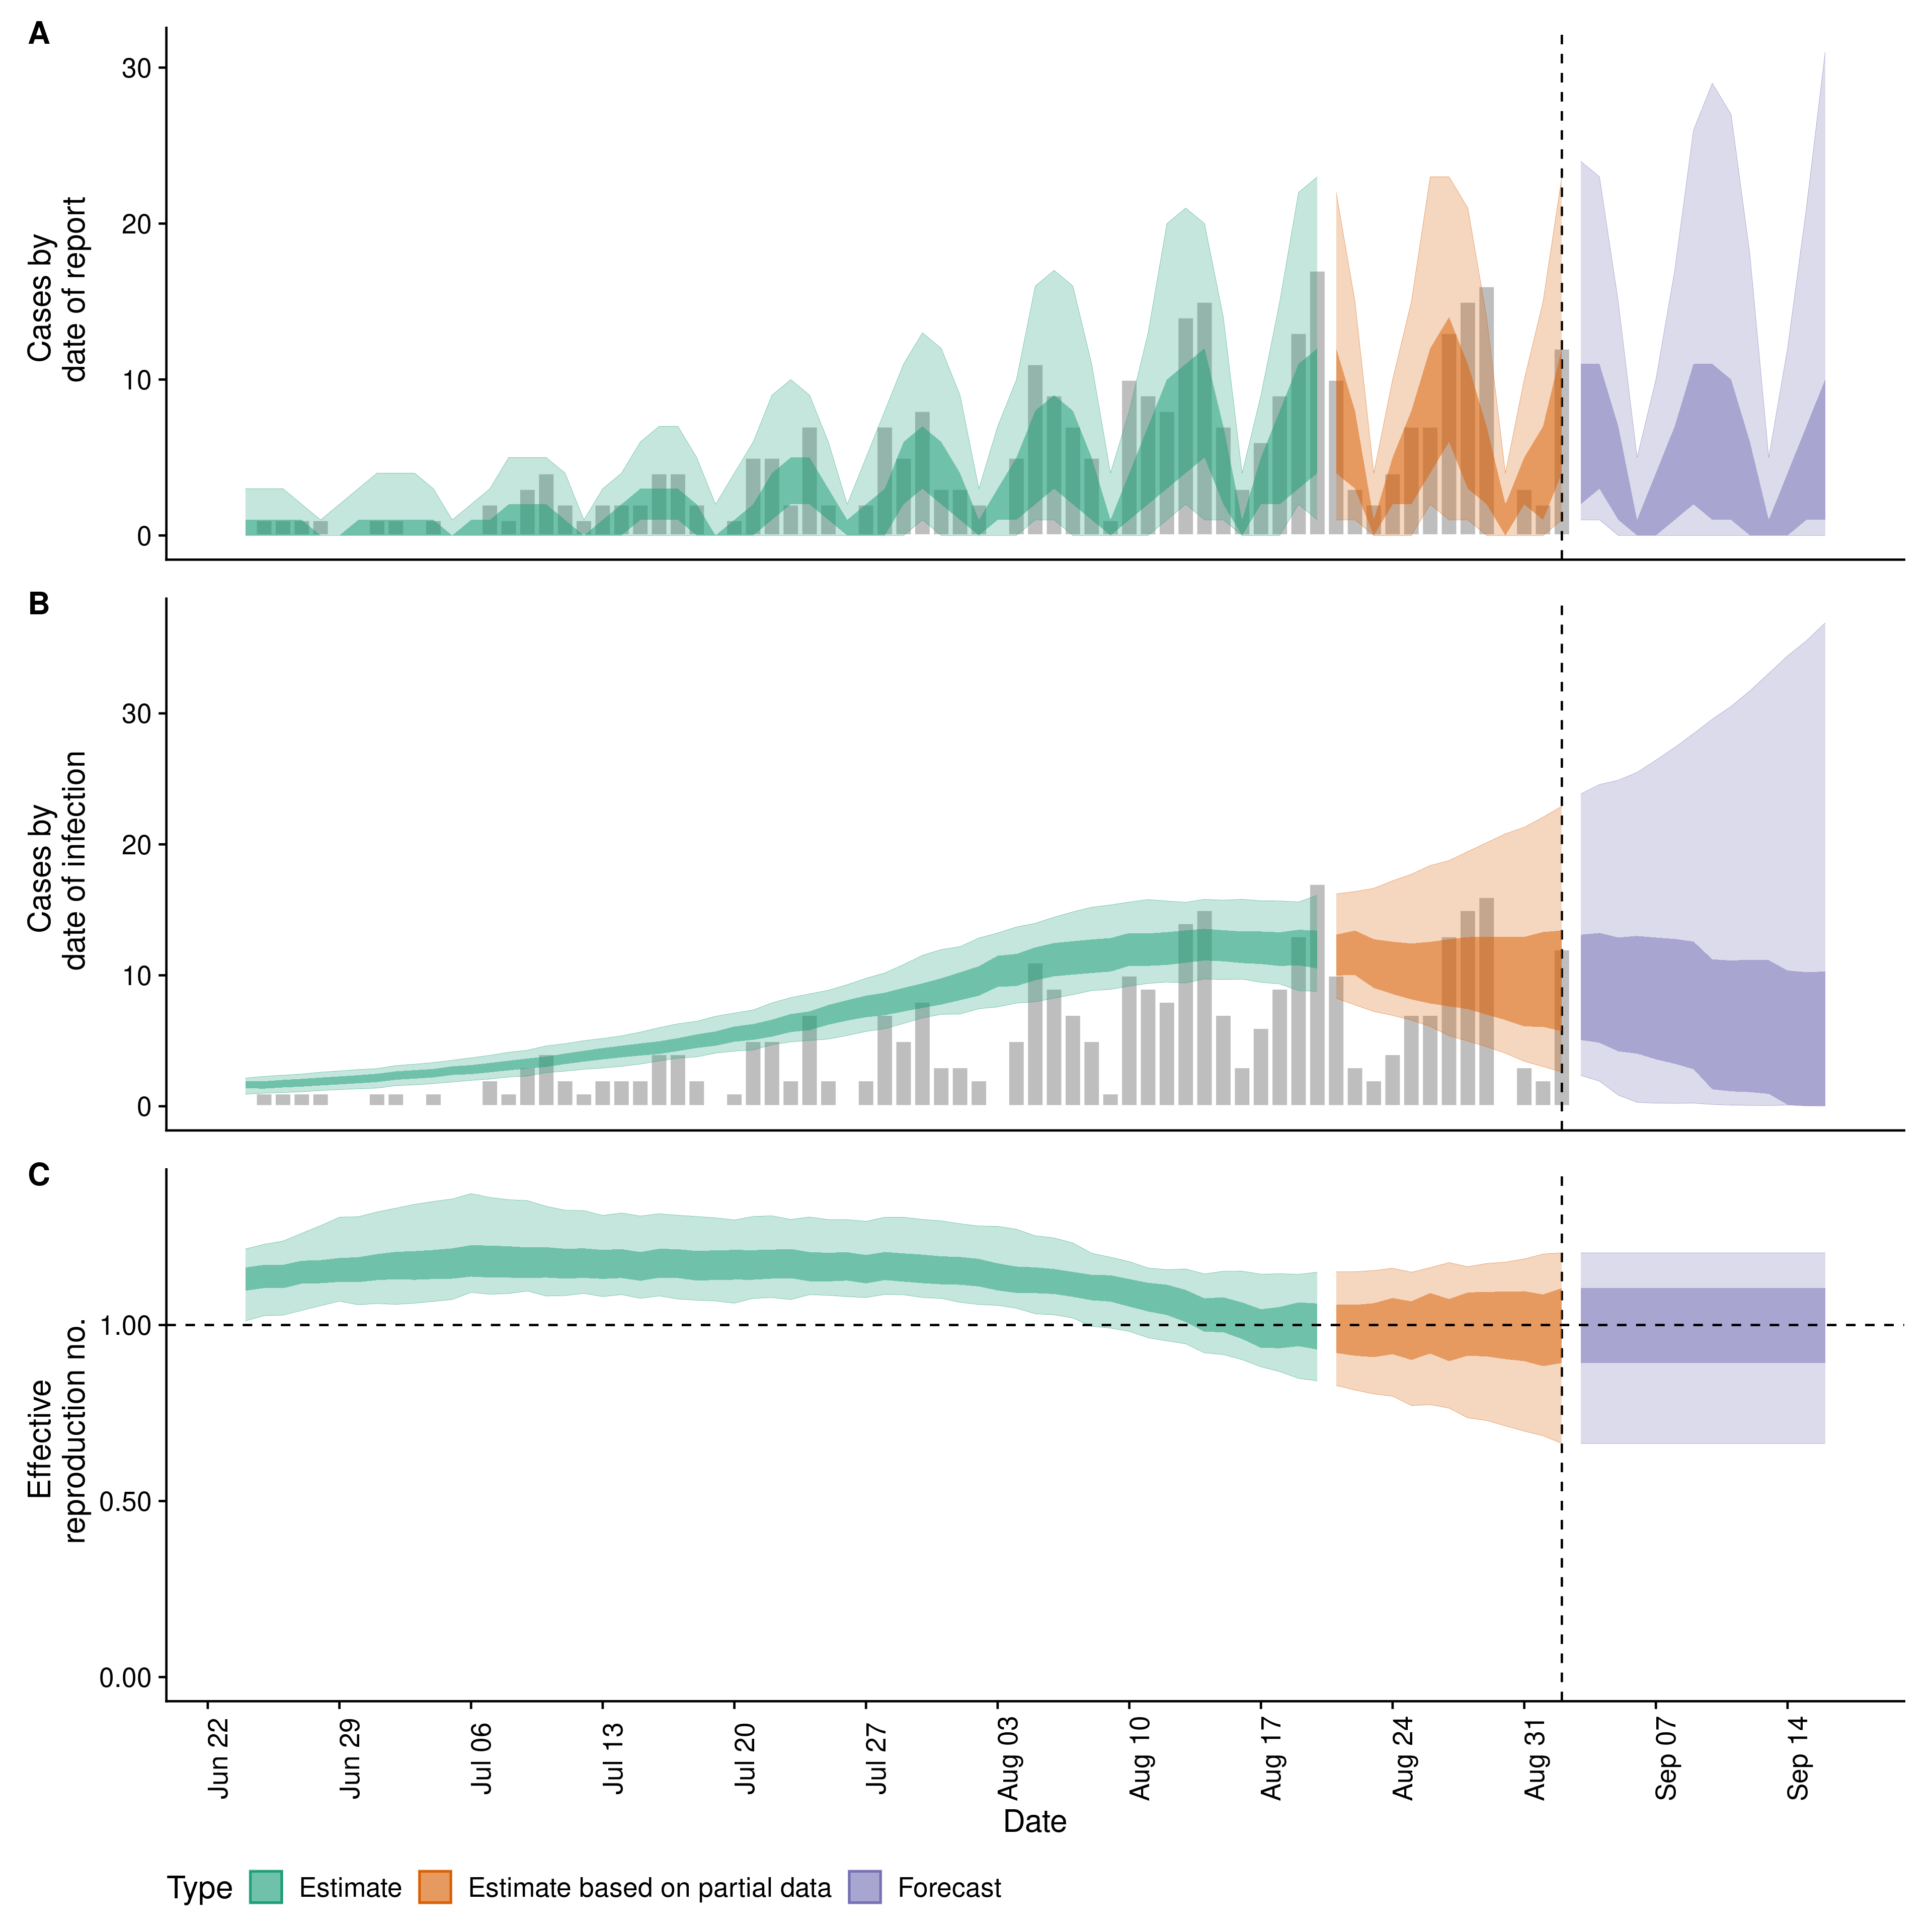 A
Cases by
date of report
30
20
10
0
B
Cases by
date of infection
30
20
10
0
C
Effective
reproduction no.
1.00
0.50
0.00
Jun 22
Jun 29
Jul 06
Jul 13
Jul 20
Jul 27
Aug 03
Aug 10
Aug 17
Aug 24
Aug 31
Sep 07
Sep 14
Date
Type Estimate Estimate based on partial data Forecast